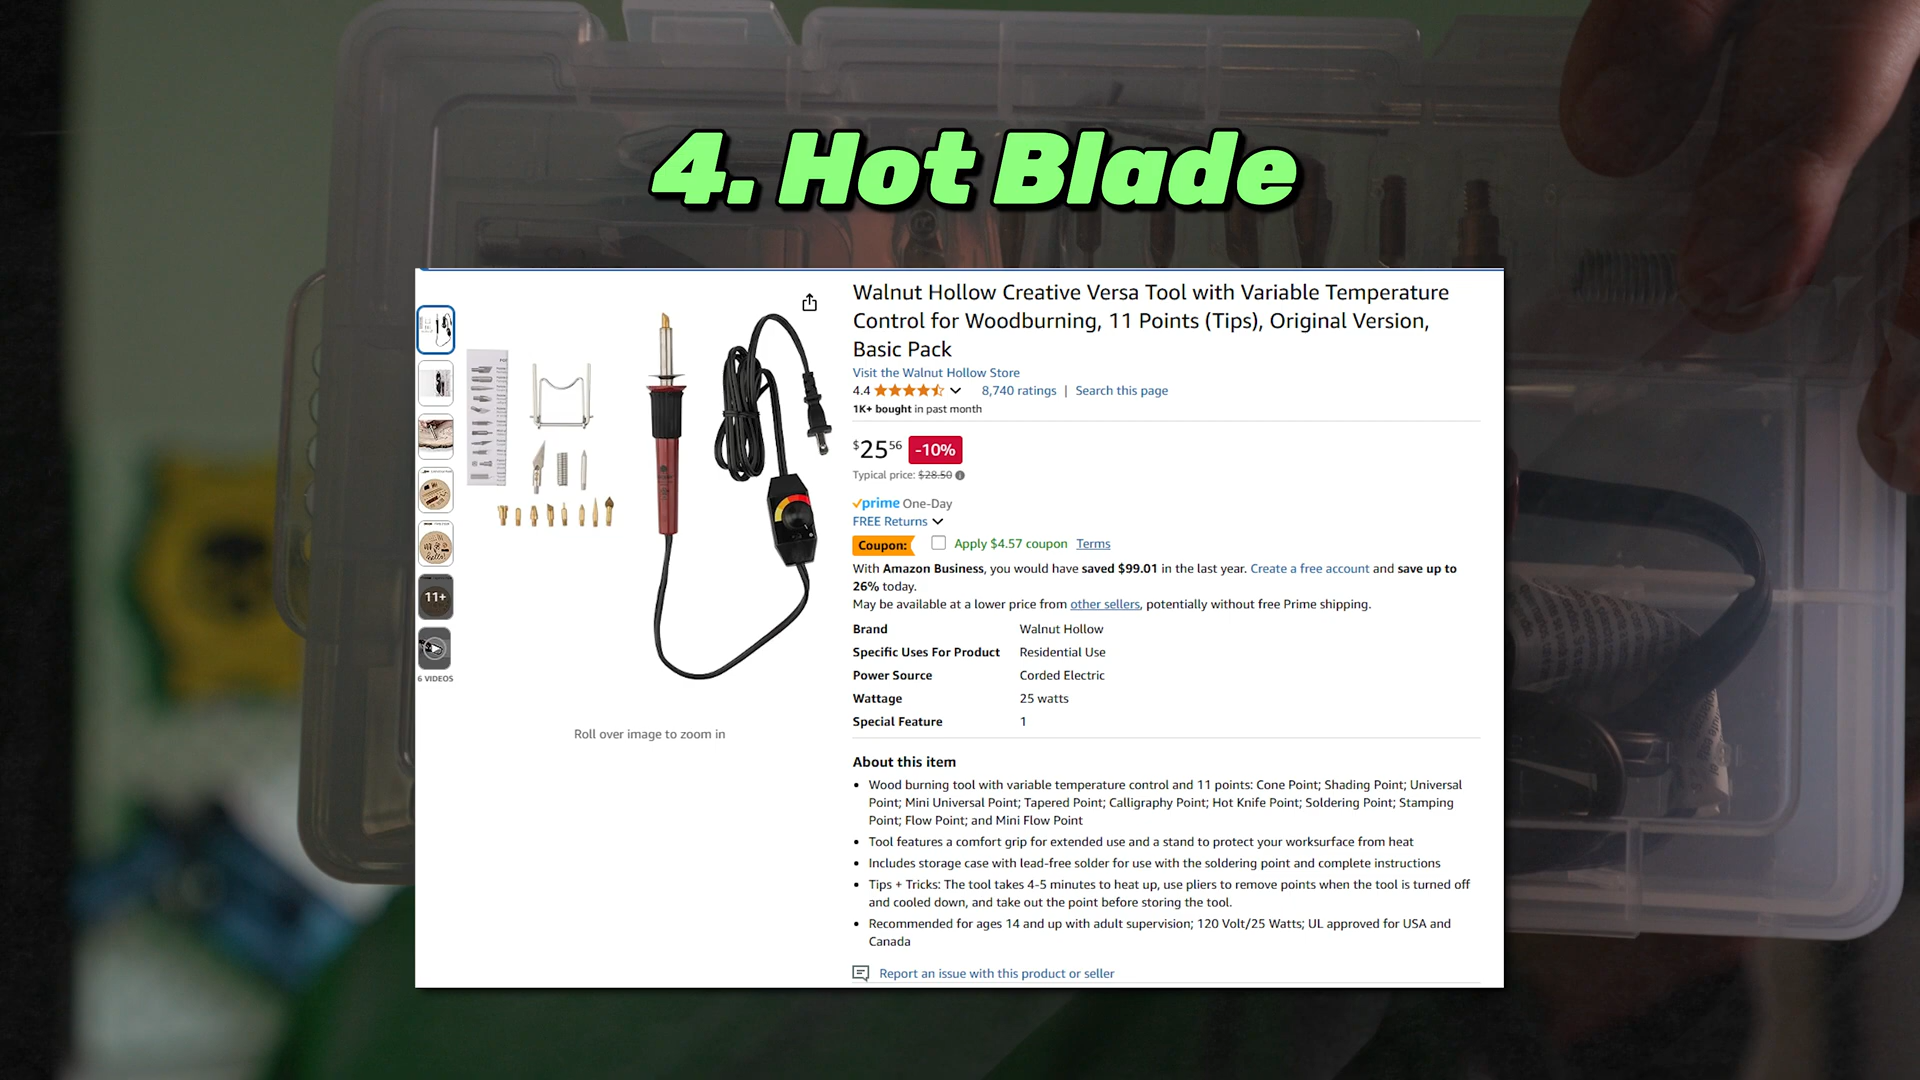 4. Hot Blade
Walnut Hollow Creative Versa Tool with Variable Temperature
Control for Woodburning, 11 Points (Tips), Original Version,
Basic Pack
Visit the Walnut Hollow Store
4.4
8,740 ratings | Search this page
1K+ bought in past month
$25 56 -10%
Typical price: $28.50
prime One-Day
FREE Returns
Coupon: Apply $4.57 coupon Terms
With Amazon Business, you would have saved $99.01 in the last year. Create a free account and save up to
26% today.
May be available at a lower price from other sellers, potentially without free Prime shipping.
Brand Walnut Hollow
Specific Uses For Product Residential Use
Power Source Corded Electric
Wattage 25 watts
Special Feature 1
About this item
• Wood burning tool with variable temperature control and 11 points: Cone Point; Shading Point; Universal
Point; Mini Universal Point; Tapered Point; Calligraphy Point; Hot Knife Point; Soldering Point; Stamping
Point; Flow Point; and Mini Flow Point
• Tool features a comfort grip for extended use and a stand to protect your worksurface from heat
• Includes storage case with lead-free solder for use with the soldering point and complete instructions
• Tips + Tricks: The tool takes 4-5 minutes to heat up, use pliers to remove points when the tool is turned off
and cooled down, and take out the point before storing the tool.
• Recommended for ages 14 and up with adult supervision; 120 Volt/25 Watts; UL approved for USA and
Canada
Report an issue with this product or seller
11+
6 VIDEOS
Roll over image to zoom in